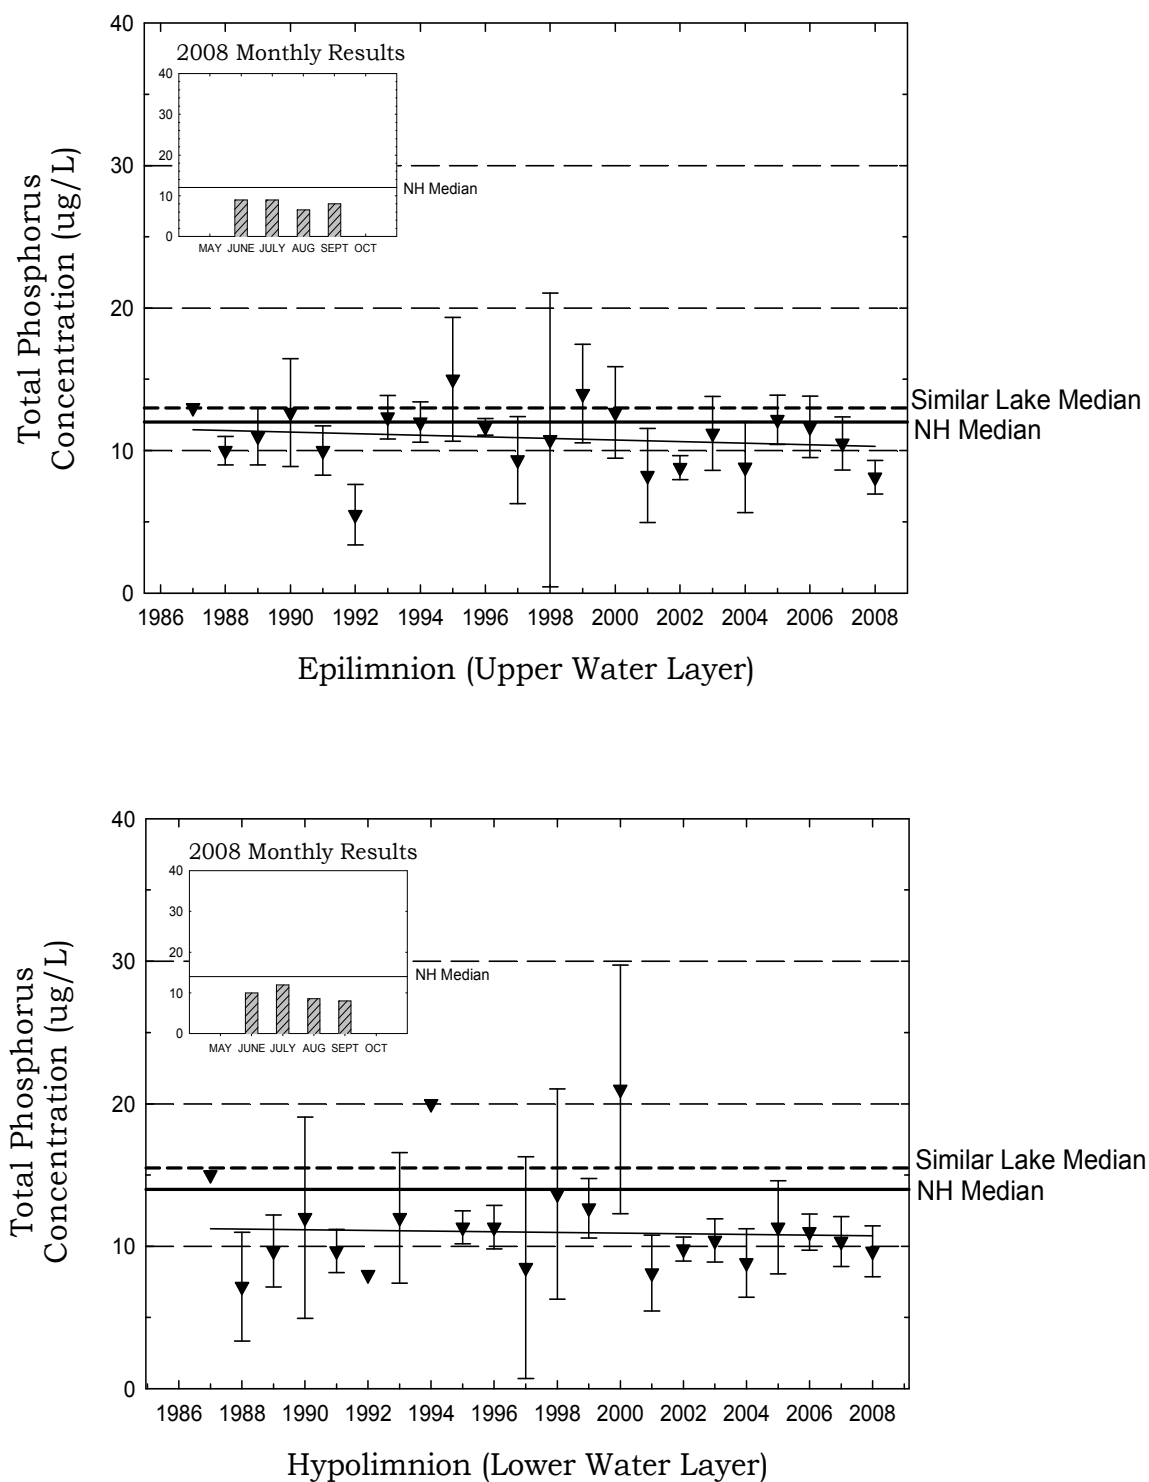 40
2008 Monthly Results
40
30
20
10
0
NH Median
MAY JUNE JULY AUG SEPT OCT
30
20
10
0
Total Phosphorus
Concentration (ug/L)
Similar Lake Median
NH Median
1986 1988 1990 1992 1994 1996 1998 2000 2002 2004 2006 2008
Epilimnion (Upper Water Layer)
40
2008 Monthly Results
40
30
20
10
0
NH Median
MAY JUNE JULY AUG SEPT OCT
30
20
10
0
Total Phosphorus
Concentration (ug/L)
Similar Lake Median
NH Median
1986 1988 1990 1992 1994 1996 1998 2000 2002 2004 2006 2008
Hypolimnion (Lower Water Layer)